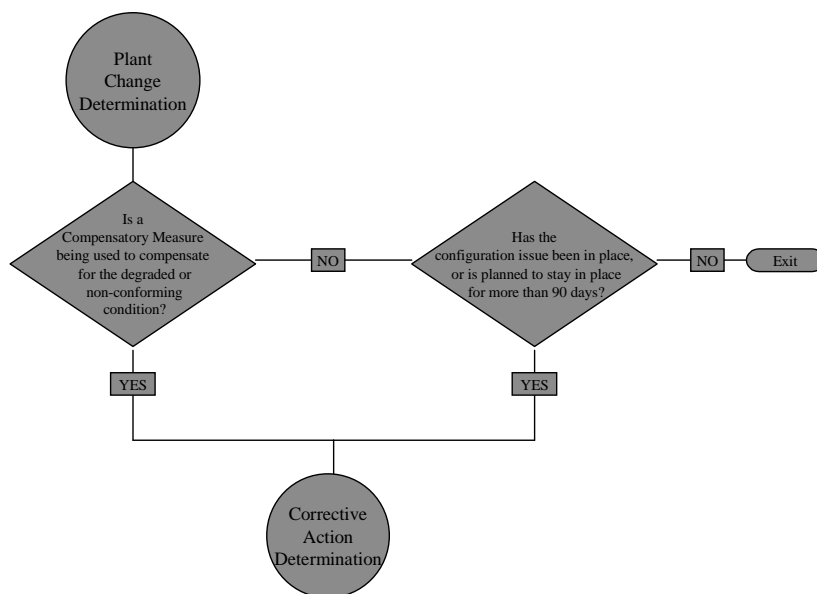 Plant
Change
Determination
Is a
Compensatory Measure
being used to compensate
for the degraded or
non-conforming
condition?
NO
Has the
configuration issue been in place,
or is planned to stay in place
for more than 90 days?
NO
Exit
YES
YES
Corrective
Action
Determination